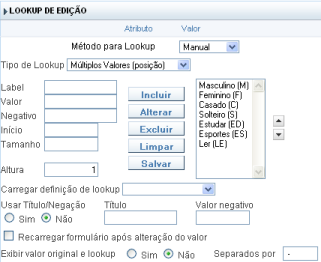 LOOKUP DE EDIÇÃO
Atributo Valor
Método para Lookup Manual
Tipo de Lookup Múltiplos Valores (posição)
Label
Valor
Negativo
Início
Tamanho
Altura 1
Incluir
Alterar
Excluir
Limpar
Salvar
Masculino (M)
Feminino (F)
Casado (C)
Solteiro (S)
Estudar (ED)
Esportes (ES)
Ler (LE)
Carregar definição de lookup
Usar Título/Negação Título Valor negativo
Sim Não
Recarregar formulário após alteração do valor
Exibir valor original e lookup Sim Não Separados por -